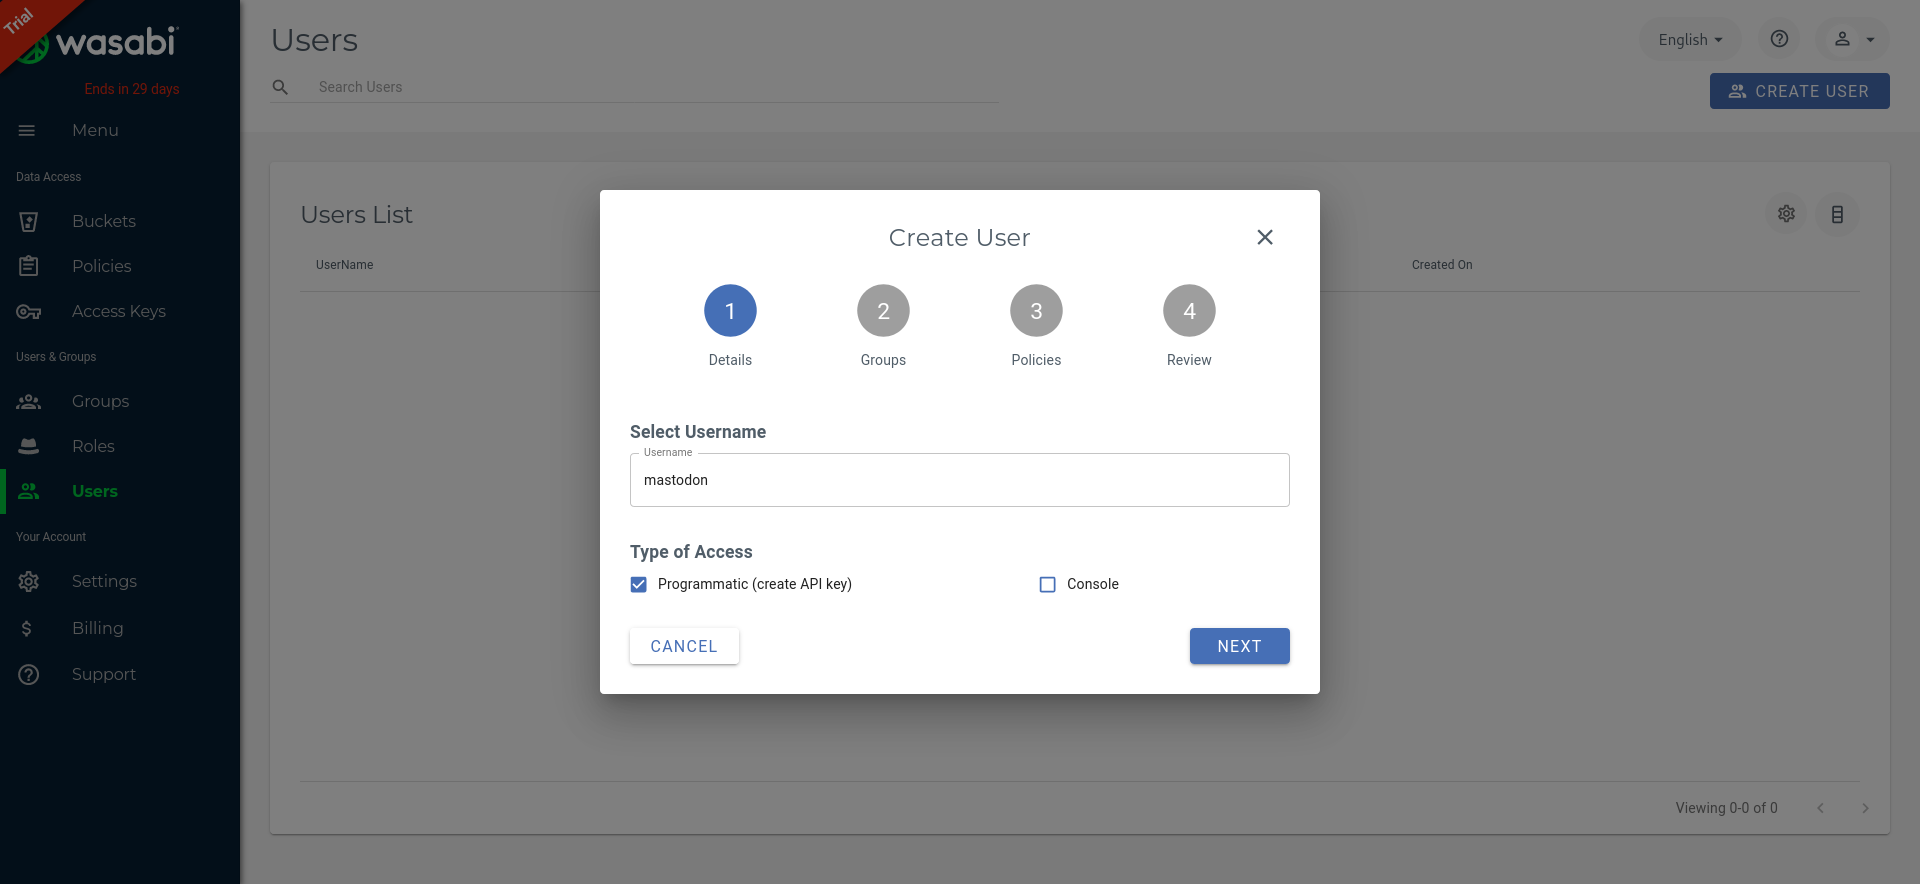 Trial
wasabi
Ends in 29 days
Menu
Data Access
Buckets
Policies
Access Keys
Users & Groups
Groups
Roles
Users
Your Account
Settings
$ Billing
Support
Users
Search Users
English
CREATE USER
Users List
UserName
Created On
Create User
1 2 3 4
Details Groups Policies Review
Select Username
Username
mastodon
Type of Access
Programmatic (create API key) Console
CANCEL NEXT
Viewing 0-0 of 0